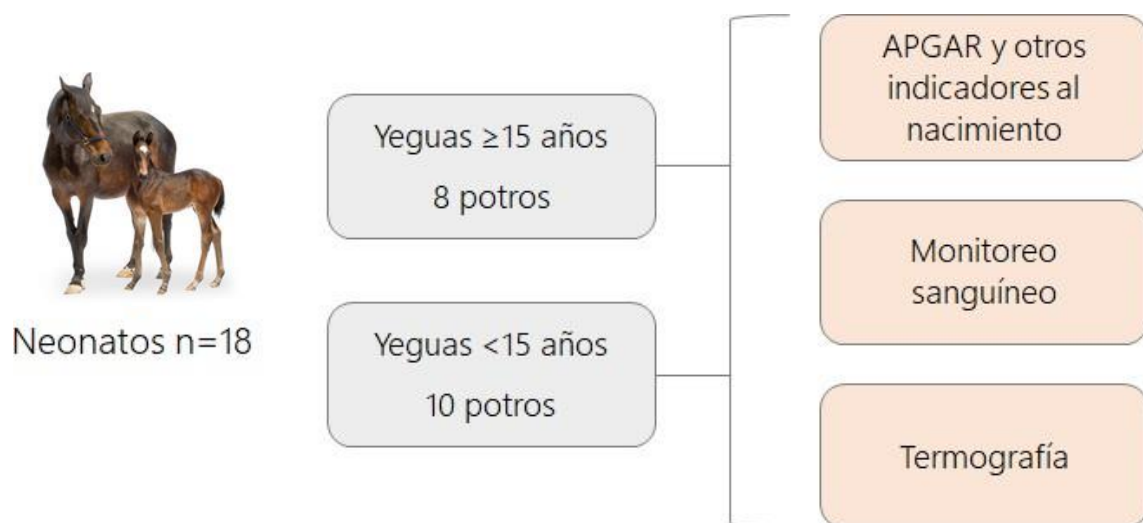 Neonatos n=18
Yeguas ≥15 años
8 potros
Yeguas <15 años
10 potros
APGAR y otros
indicadores al
nacimiento
Monitoreo
sanguíneo
Termografía